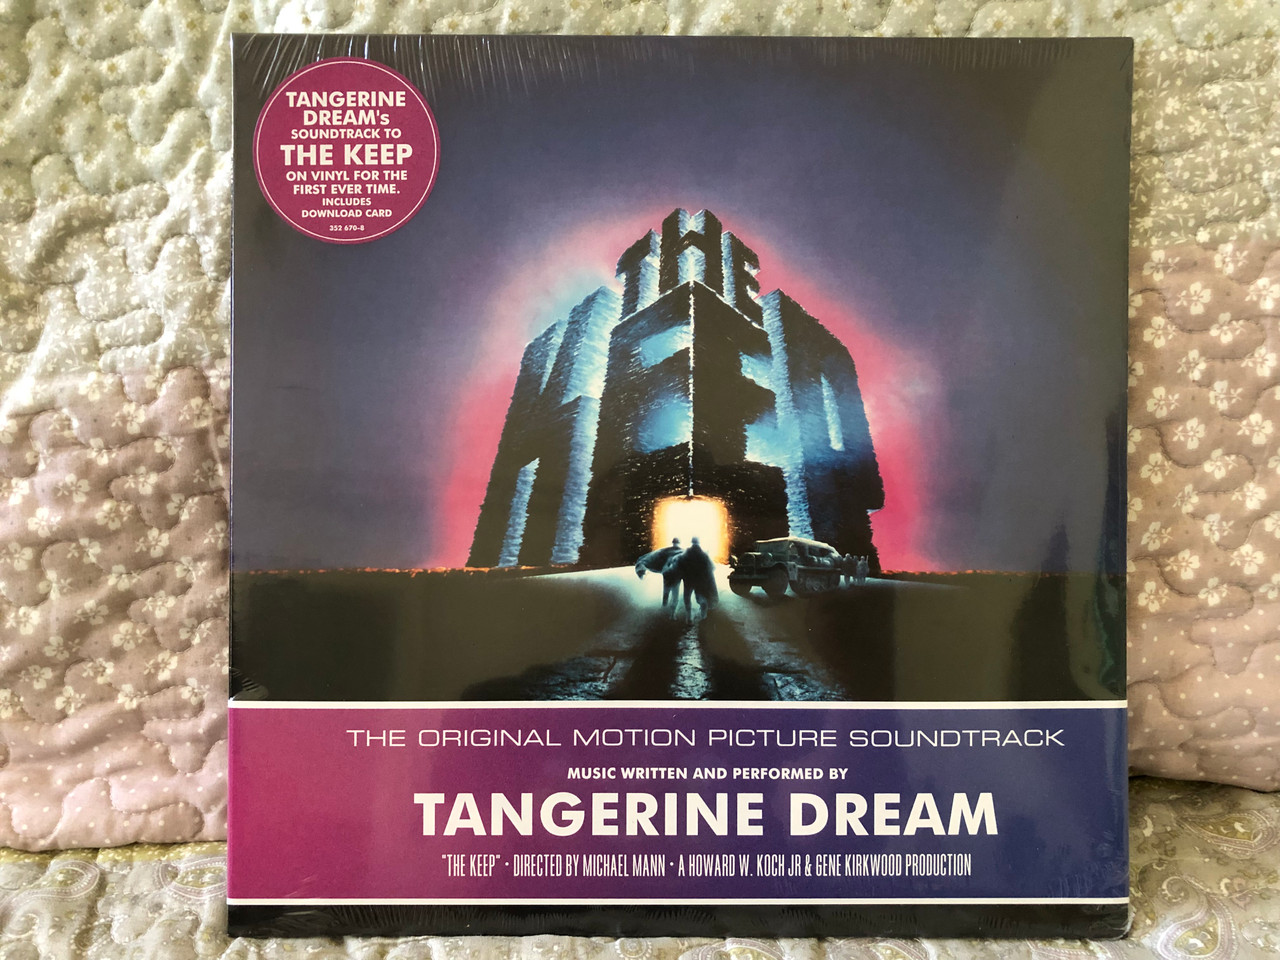 TANGERINE
DREAM's
SOUNDTRACK TO
THE KEEP
ON VINYL FOR THE
FIRST EVER TIME.
INCLUDES
DOWNLOAD CARD
352 670-8
THE
KEEP
THE ORIGINAL MOTION PICTURE SOUNDTRACK
MUSIC WRITTEN AND PERFORMED BY
TANGERINE DREAM
"THE KEEP" • DIRECTED BY MICHAEL MANN • A HOWARD W. KOCH JR & GENE KIRKWOOD PRODUCTION